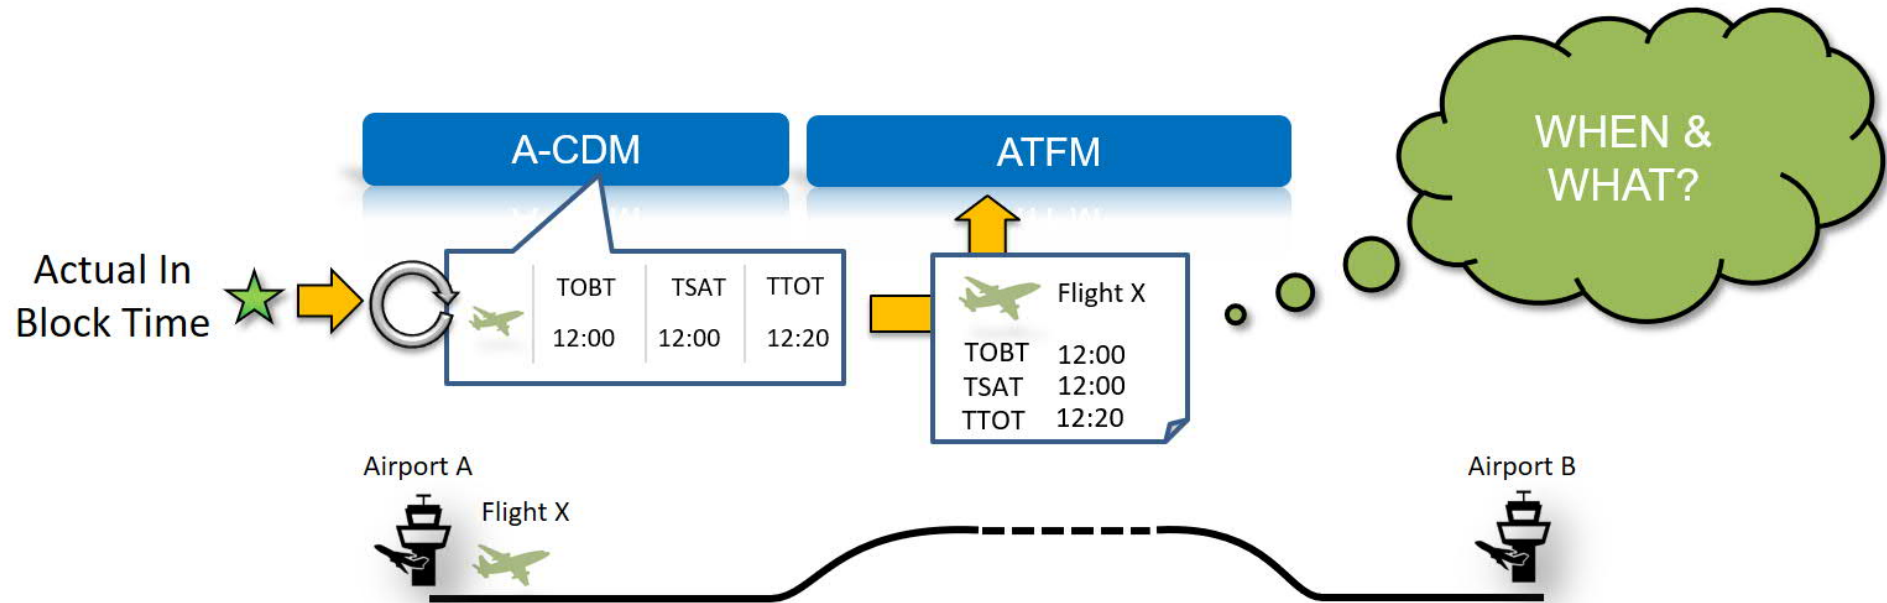 WHEN &
WHAT?
A-CDM
ATFM
Actual In
Block Time
TOBT TSAT TTOT
12:00 12:00 12:20
Flight X
TOBT 12:00
TSAT 12:00
TTOT 12:20
Airport A
Flight X
Airport B